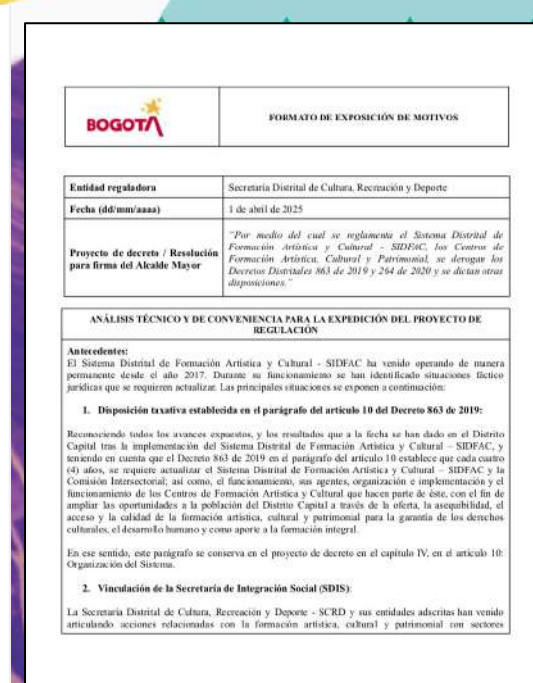 BOGOTÁ
FORMATO DE EXPOSICIÓN DE MOTIVOS
Entidad reguladora
Secretaria Distrital de Cultura, Recreación y Deporte
Fecha (dd/mm/aaaa)
1 de abril de 2025
Proyecto de decreto / Resolución
para firma del Alcalde Mayor
"Por medio del cual se reglamenta el Sistema Distrital de
Formación Artística y Cultural - SIDFAC, los Centros de
Formación Artística, Cultural y Patrimonial, se derogan los
Decretos Distritales 863 de 2019 y 264 de 2020 y se dictan otras
disposiciones."
ANÁLISIS TÉCNICO Y DE CONVENIENCIA PARA LA EXPEDICIÓN DEL PROYECTO DE
REGULACIÓN
Antecedentes:
El Sistema Distrital de Formación Artística y Cultural - SIDFAC ha venido operando de manera
permanente desde el año 2017. Durante su funcionamiento se han identificado situaciones fáctico
jurídicas que se requieren actualizar. Las principales situaciones se exponen a continuación:
1. Disposición taxativa establecida en el parágrafo del artículo 10 del Decreto 863 de 2019:
Reconociendo todos los avances expuestos, y los resultados que a la fecha se han dado en el Distrito
Capital tras la implementación del Sistema Distrital de Formación Artística y Cultural – SIDFAC, y
teniendo en cuenta que el Decreto 863 de 2019 en el parágrafo del artículo 10 establece que cada cuatro
(4) años, se requiere actualizar el Sistema Distrital de Formación Artística y Cultural – SIDFAC y la
Comisión Intersectorial; así como, el funcionamiento, sus agentes, organización e implementación y el
funcionamiento de los Centros de Formación Artística y Cultural que hacen parte de éste, con el fin de
ampliar las oportunidades a la población del Distrito Capital a través de la oferta, la asequibilidad, el
acceso y la calidad de la formación artística, cultural y patrimonial para la garantía de los derechos
culturales, el desarrollo humano y como aporte a la formación integral.
En ese sentido, este parágrafo se conserva en el proyecto de decreto en el capítulo IV, en el artículo 10:
Organización del Sistema.
2. Vinculación de la Secretaría de Integración Social (SDIS):
La Secretaría Distrital de Cultura, Recreación y Deporte - SCRD y sus entidades adscritas han venido
articulando acciones relacionadas con la formación artística, cultural y patrimonial con sectores